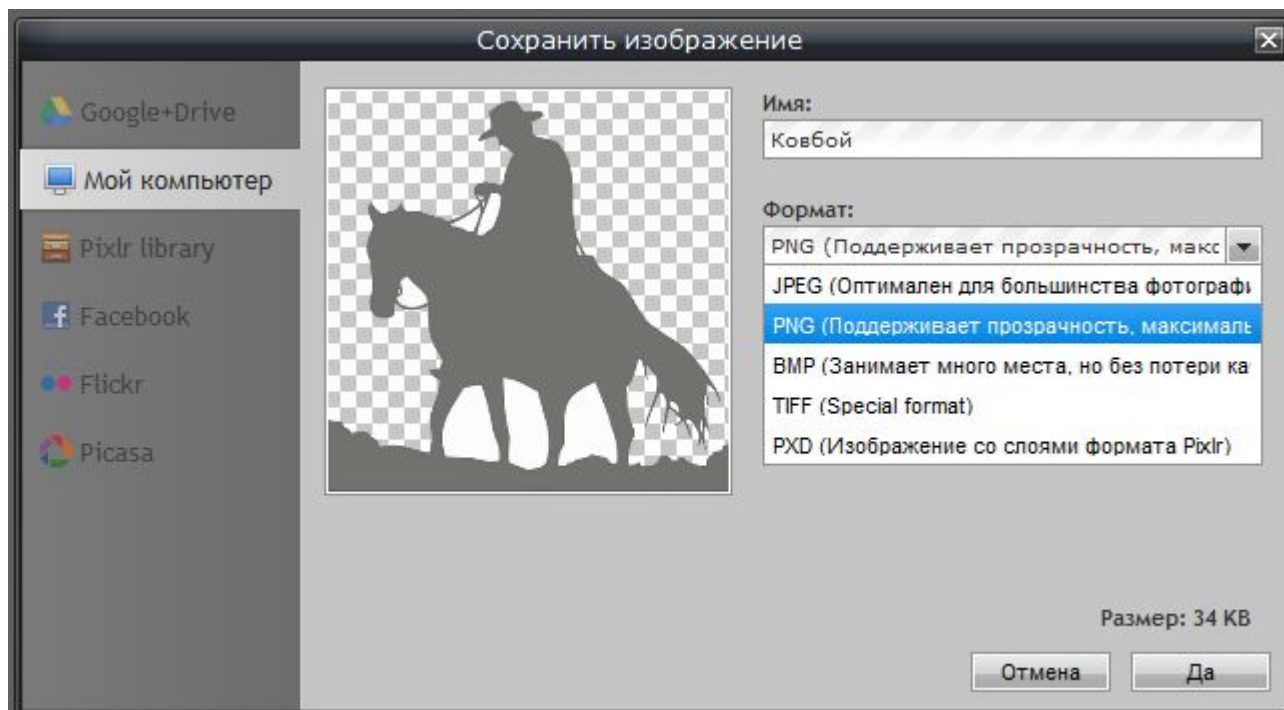 Сохранить изображение
Google+Drive
Мой компьютер
Pixlr library
Facebook
Flickr
Picasa
Имя:
Ковбой
Формат:
PNG (Поддерживает прозрачность, макс
JPEG (Оптимален для большинства фотографи
PNG (Поддерживает прозрачность, максималь
BMP (Занимает много места, но без потери ка
TIFF (Special format)
PXD (Изображение со слоями формата Pixlr)
Размер: 34 KB
Отмена
Да